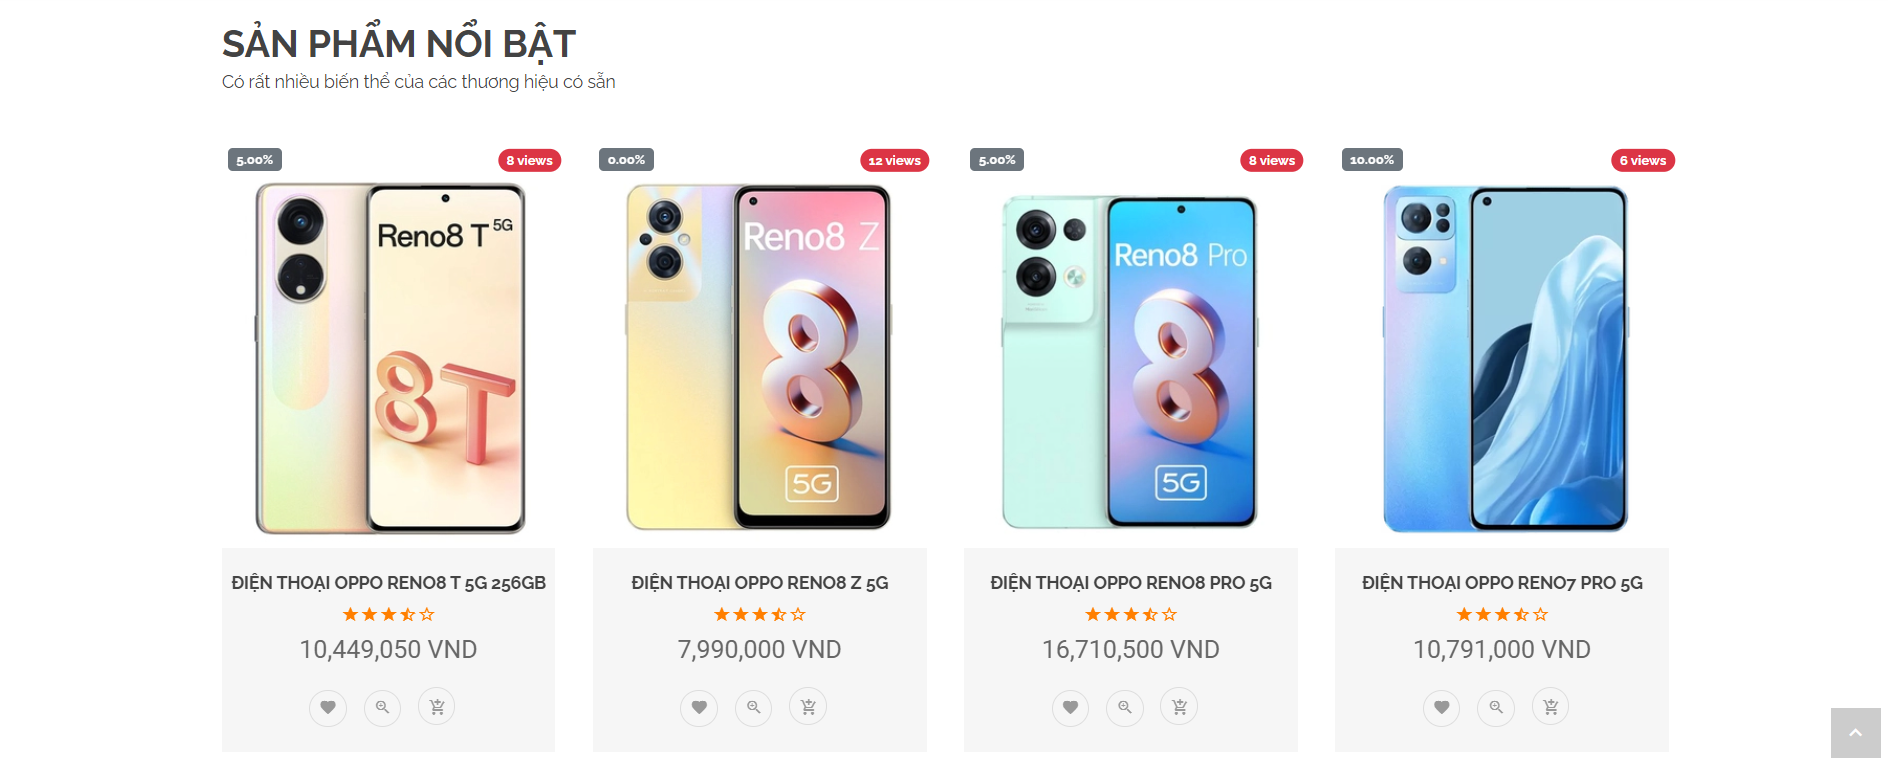 SẢN PHẨM NỔI BẬT
Có rất nhiều biến thể của các thương hiệu có sẵn
5.00%
8 views
Reno8 T 5G
8T
ĐIỆN THOẠI OPPO RENO8 T 5G 256GB
10,449,050 VND
0.00%
12 views
Reno8 Z
8
5G
ĐIỆN THOẠI OPPO RENO8 Z 5G
7,990,000 VND
5.00%
8 views
Reno8 Pro
8
5G
ĐIỆN THOẠI OPPO RENO8 PRO 5G
16,710,500 VND
10.00%
6 views
ĐIỆN THOẠI OPPO RENO7 PRO 5G
10,791,000 VND